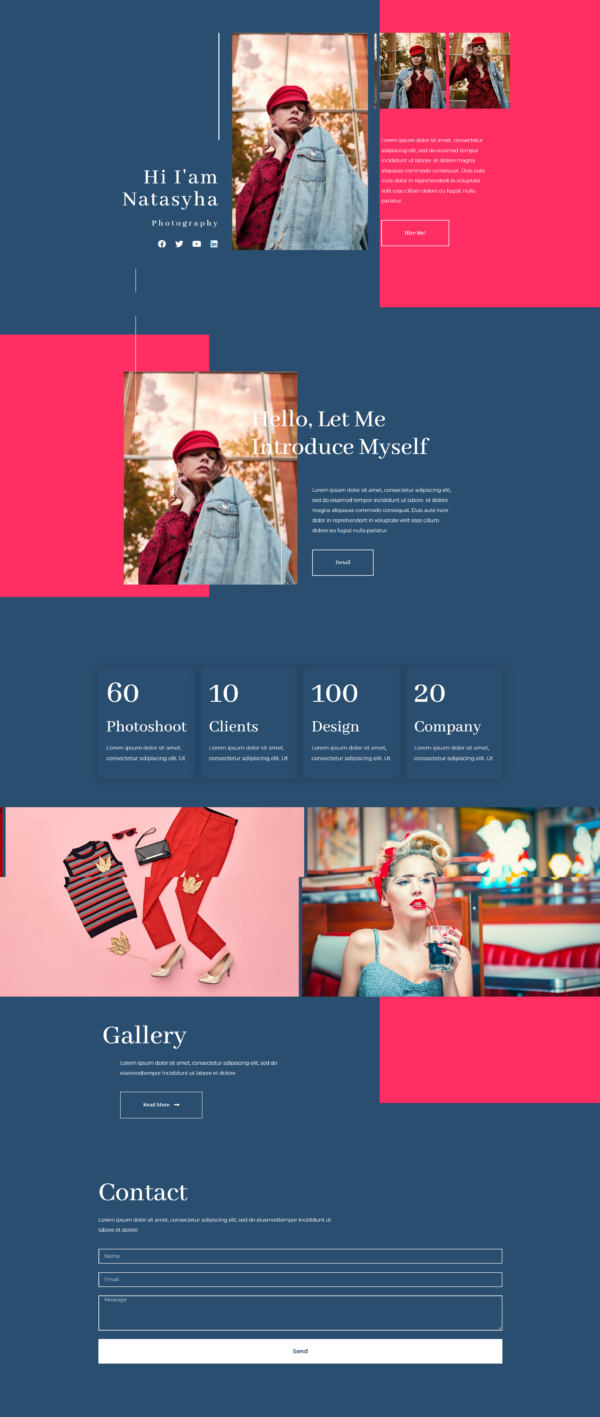 Hi I'am
Natasyha
Photography
Lorem ipsum dolor sit amet, consectetur
adipiscing elit, sed do eiusmod tempor
incididunt ut labore et dolore magna
aliquauia commodo consequat. Duis aute
irure dolor in reprehenderit in voluptate
velit esse cillum dolore eu fugiat nulla
pariatur.
Hire Me!
Hello, Let Me
Introduce Myself
Lorem ipsum dolor sit amet, consectetur adipiscing elit,
sed do eiusmod tempor incididunt ut labore et dolore
magna aliquauia commodo consequat. Duis aute irure
dolor in reprehenderit in voluptate velit esse cillum
dolore eu fugiat nulla pariatur.
Detail
60
Photoshoot
Lorem ipsum dolor sit amet,
consectetur adipiscing elit. Ut
10
Clients
Lorem ipsum dolor sit amet,
consectetur adipiscing elit. Ut
100
Design
Lorem ipsum dolor sit amet,
consectetur adipiscing elit. Ut
20
Company
Lorem ipsum dolor sit amet,
consectetur adipiscing elit. Ut
Gallery
Lorem ipsum dolor sit amet, consectetur adipiscing elit, sed do
eiusmodtempor incididunt ut labore et dolore
Read More
Contact
Lorem ipsum dolor sit amet, consectetur adipiscing elit, sed do eiusmodtempor incididunt ut
labore et dolore
Name
Email
Message
Send